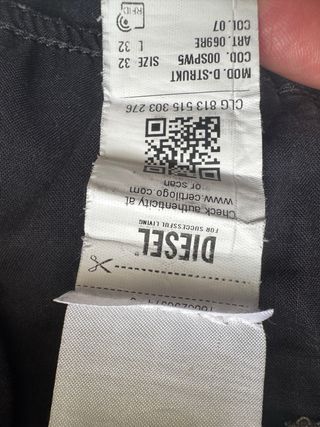 DIESEL
FOR SUCCESSFUL LIVING
Check authenticity at
www.certilogo.com
or scan
CLG 813 515 303 276
MOD. D-STRUKT
COD. 00SPW5 SIZE 32
ART. 069RE L 32
COL.07
RFID